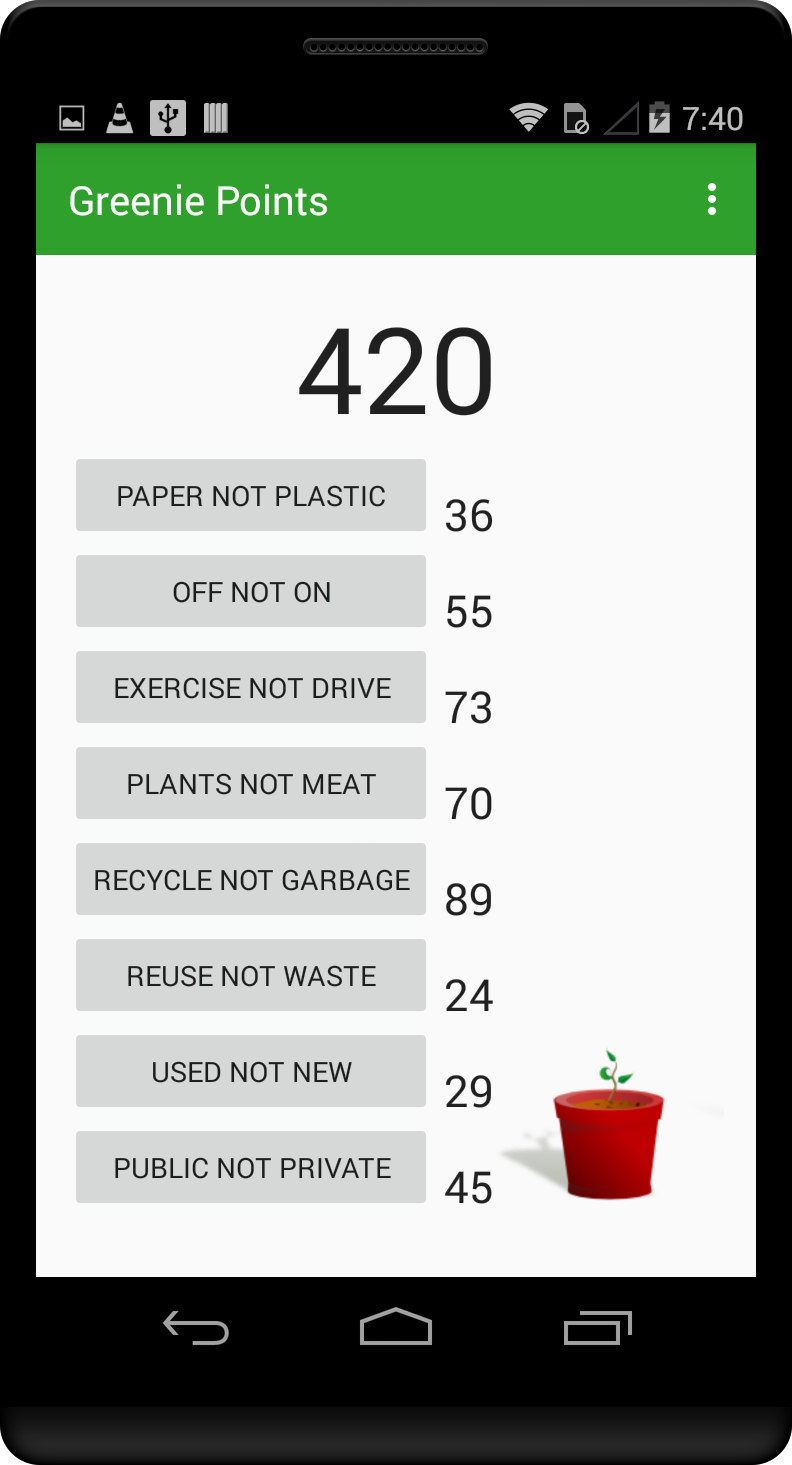 7:40
Greenie Points
420
PAPER NOT PLASTIC 36
OFF NOT ON 55
EXERCISE NOT DRIVE 73
PLANTS NOT MEAT 70
RECYCLE NOT GARBAGE 89
REUSE NOT WASTE 24
USED NOT NEW 29
PUBLIC NOT PRIVATE 45